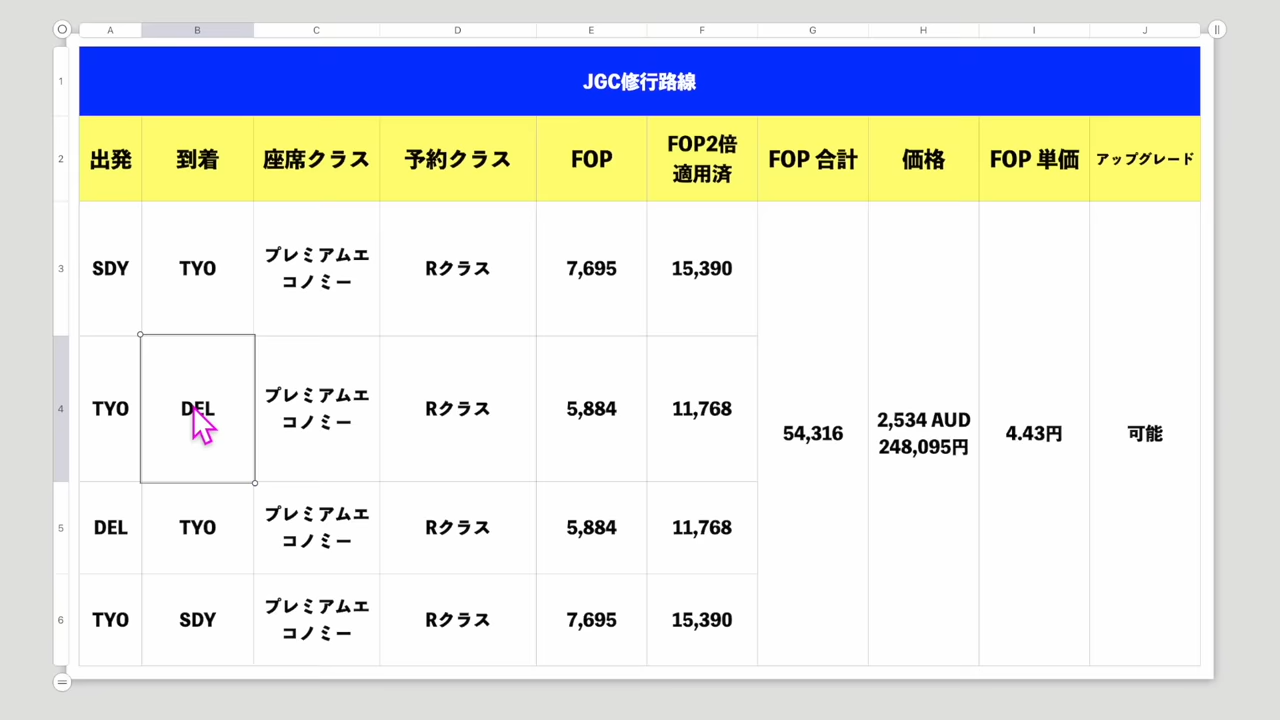 A B C D E F G H I J
1 JGC修行路線
2 出発 到着 座席クラス 予約クラス FOP FOP2倍
適用済 FOP 合計 価格 FOP 単価 アップグレード
3 SDY TYO プレミアムエ
コノミー Rクラス 7,695 15,390
4 TYO DEL プレミアムエ
コノミー Rクラス 5,884 11,768
54,316 2,534 AUD
248,095円 4.43円 可能
5 DEL TYO プレミアムエ
コノミー Rクラス 5,884 11,768
6 TYO SDY プレミアムエ
コノミー Rクラス 7,695 15,390